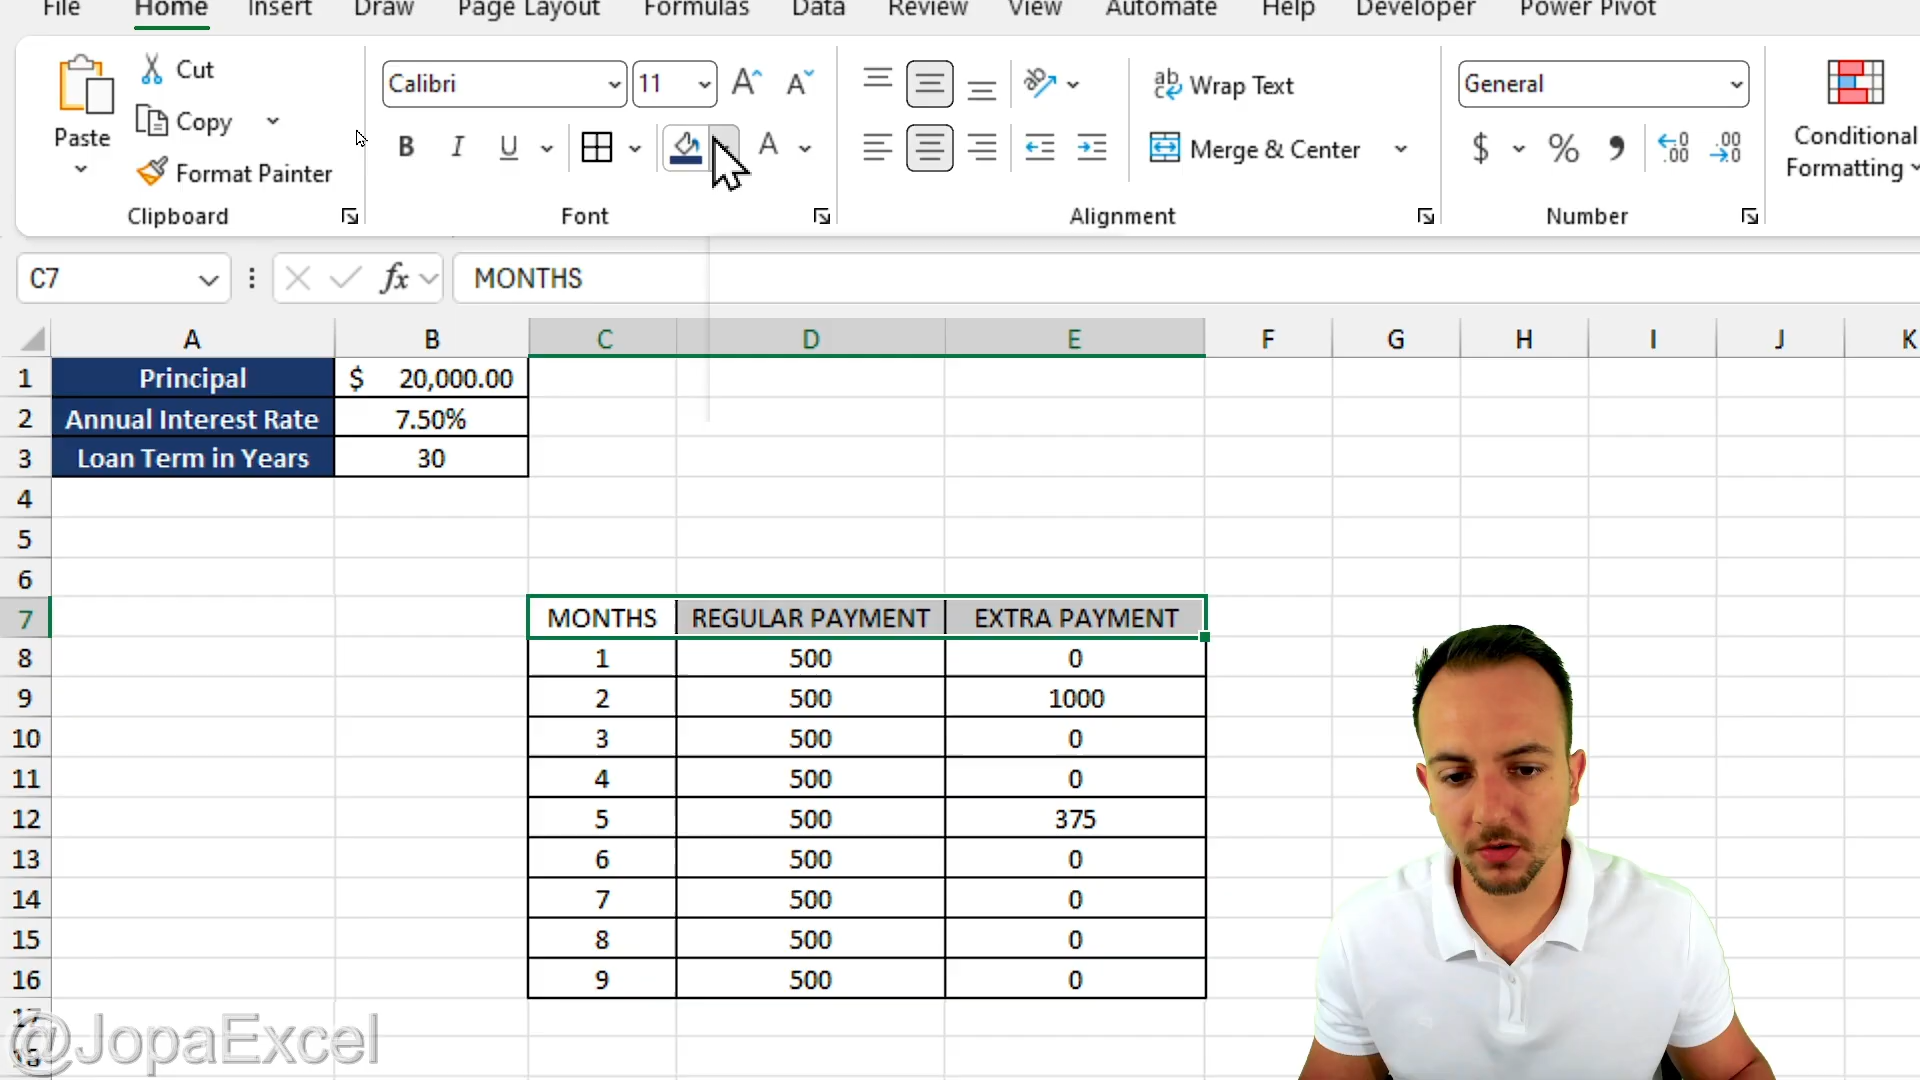 File Home Insert Draw Page Layout Formulas Data Review View Automate Help Developer Power Pivot
Paste
Cut
Copy
Format Painter
Clipboard
Calibri 11 A A
B I U A
Font
ab Wrap Text
Merge & Center
Alignment
General
$ % , .00 .00
Number
Conditional
Formatting
C7 fx MONTHS
A B C D E F G H I J K
1 Principal $ 20,000.00
2 Annual Interest Rate 7.50%
3 Loan Term in Years 30
4
5
6
7 MONTHS REGULAR PAYMENT EXTRA PAYMENT
8 1 500 0
9 2 500 1000
10 3 500 0
11 4 500 0
12 5 500 375
13 6 500 0
14 7 500 0
15 8 500 0
16 9 500 0
17
@JopaExcel